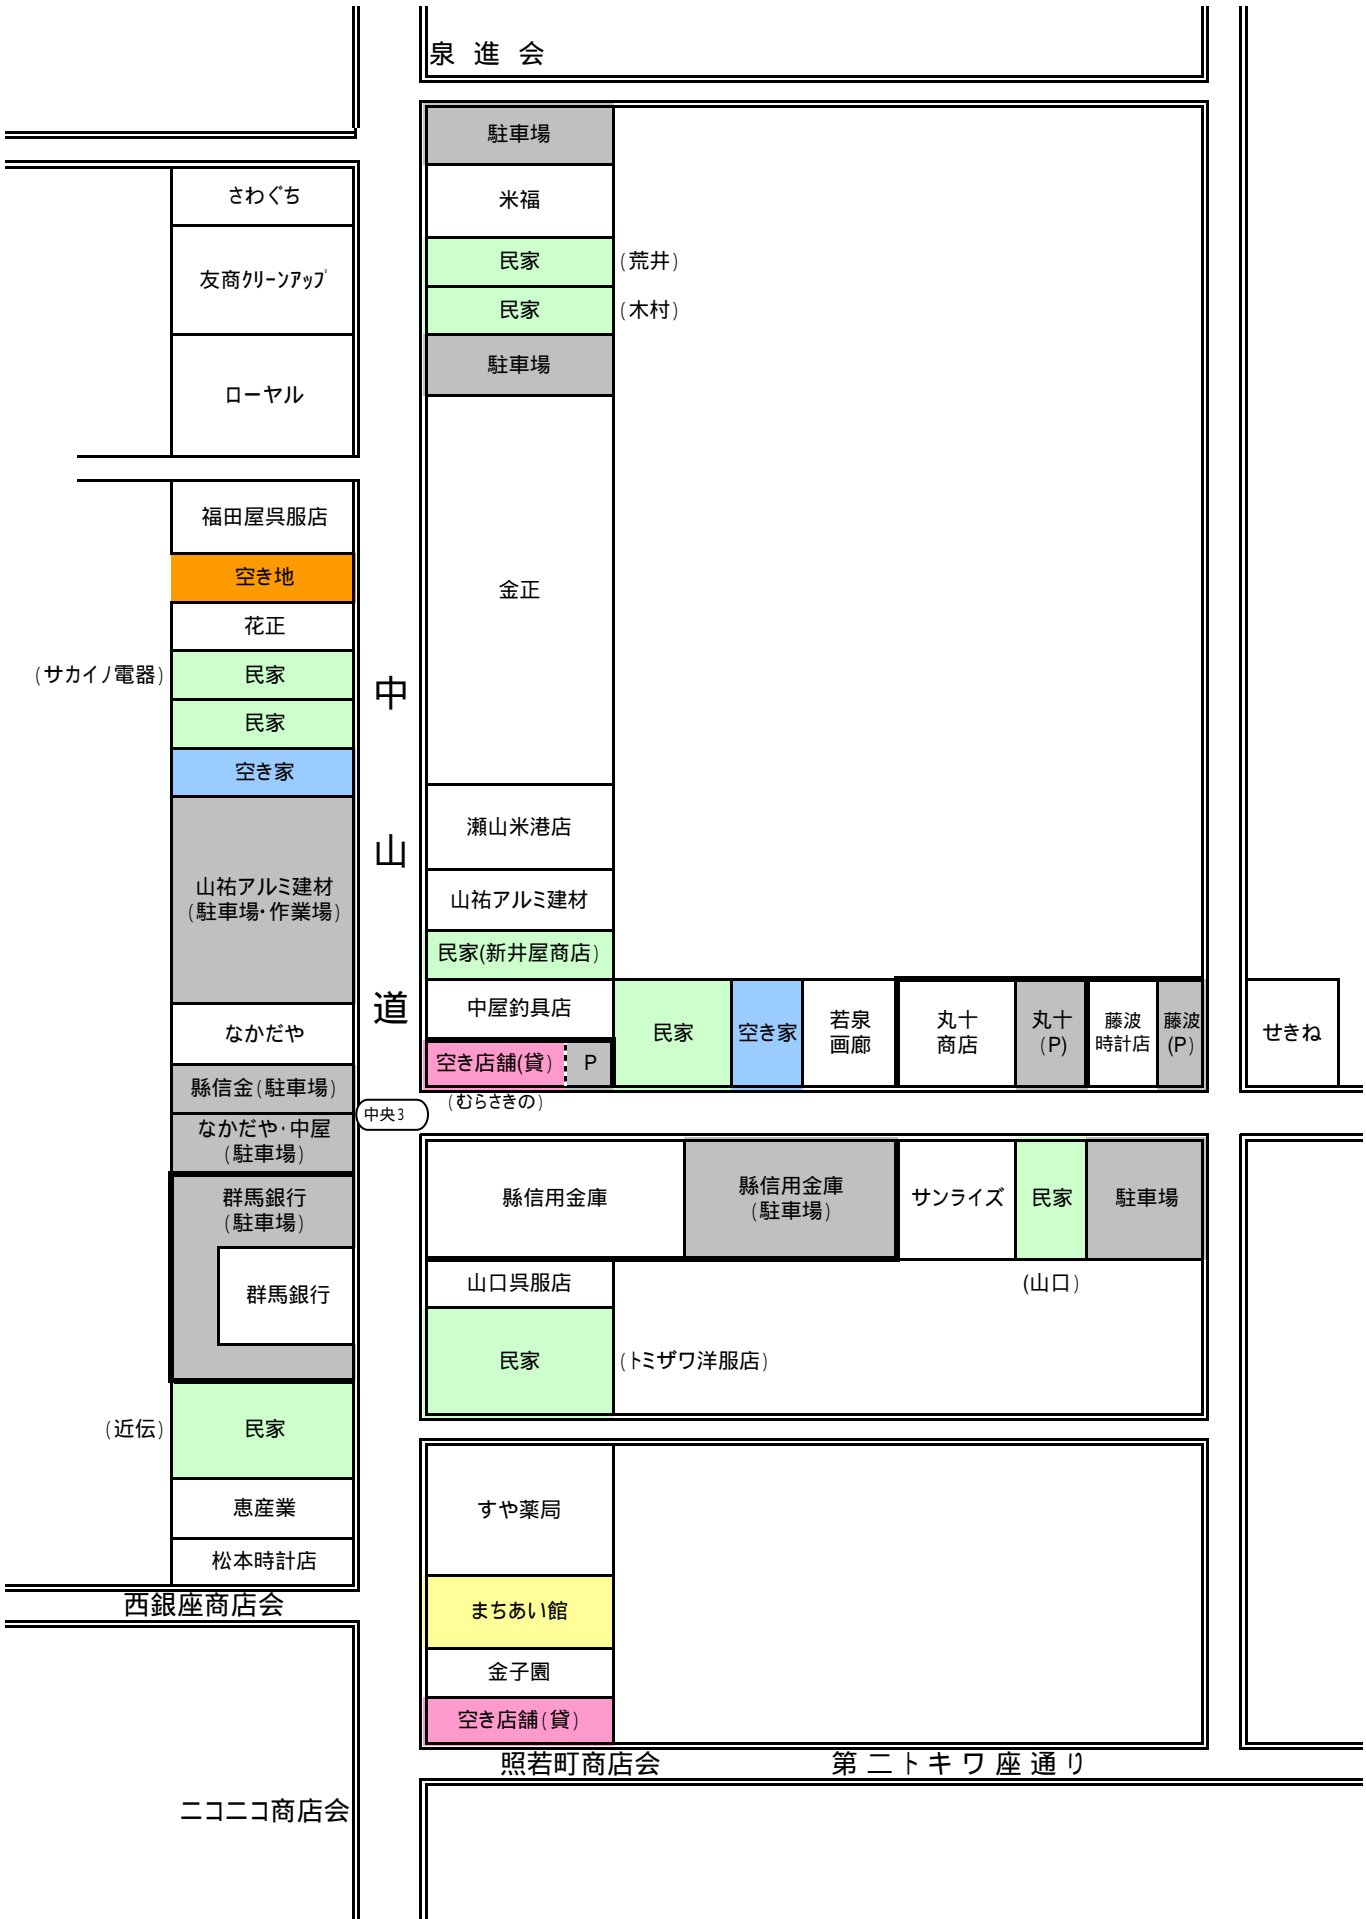 泉進会
駐車場
米福
民家
(荒井)
民家
(木村)
駐車場
金正
瀬山米港店
山祐アルミ建材
民家(新井屋商店)
中屋釣具店
空き店舗(貸)
P
(むらさきの)
民家
空き家
若泉
画廊
丸十
商店
丸十
(P)
藤波
時計店
藤波
(P)
せきね
さわぐち
友商クリーンアップ
ローヤル
福田屋呉服店
空き地
花正
(サカイノ電器)
民家
民家
空き家
山祐アルミ建材
(駐車場・作業場)
なかだや
縣信金(駐車場)
なかだや・中屋
(駐車場)
群馬銀行
(駐車場)
群馬銀行
(近伝)
民家
恵産業
松本時計店
西銀座商店会
ニコニコ商店会
中
山
道
中央3
縣信用金庫
縣信用金庫
(駐車場)
サンライズ
民家
駐車場
(山口)
山口呉服店
民家
(トミザワ洋服店)
すや薬局
まちあい館
金子園
空き店舗(貸)
照若町商店会
第二トキワ座通り